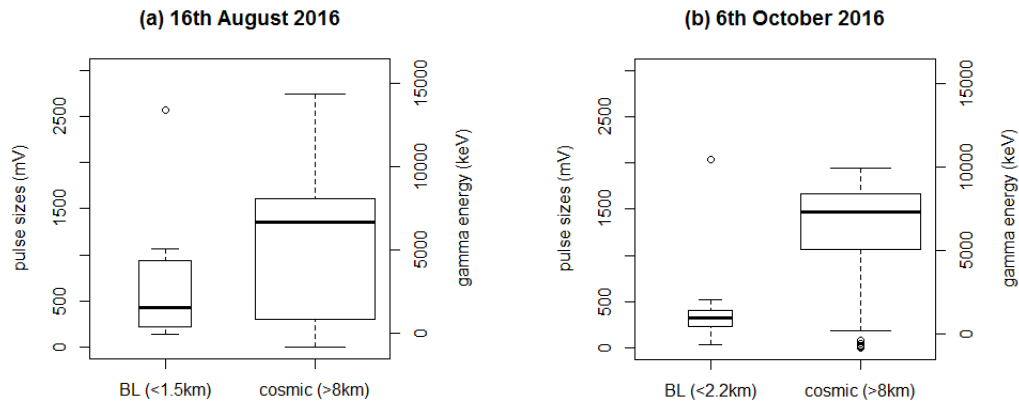 (a) 16th August 2016
pulse sizes (mV)
0
500
1500
2500
gamma energy (keV)
0
5000
10000
15000
BL (<1.5km)
cosmic (>8km)
(b) 6th October 2016
pulse sizes (mV)
0
500
1500
2500
gamma energy (keV)
0
5000
10000
15000
BL (<2.2km)
cosmic (>8km)